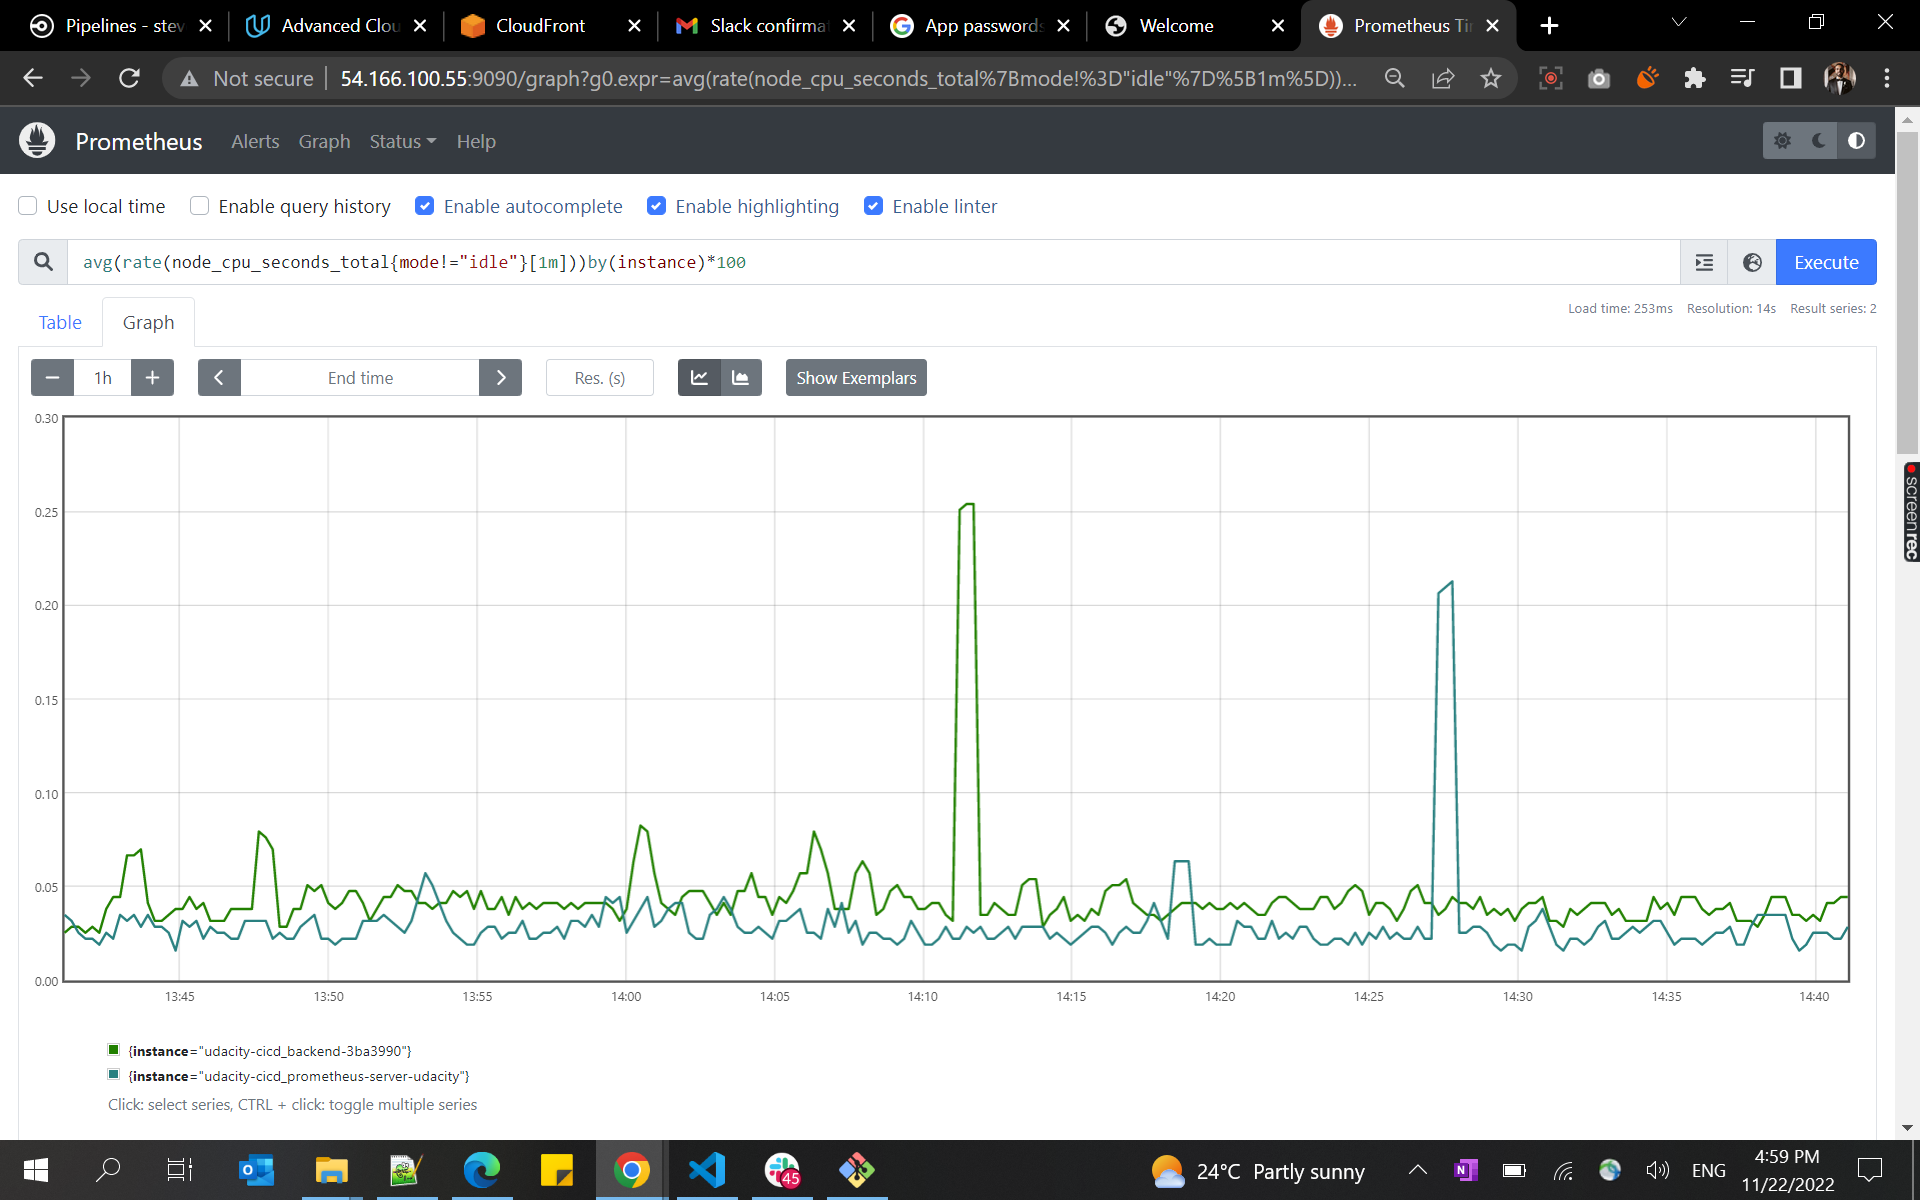 Pipelines - stev
Advanced Clou
CloudFront
Slack confirma
App passwords
Welcome
Prometheus Ti
Not secure
54.166.100.55:9090/graph?g0.expr=avg(rate(node_cpu_seconds_total%7Bmode!%3D"idle"%7D%5B1m%5D))...
Prometheus
Alerts
Graph
Status
Help
Use local time
Enable query history
Enable autocomplete
Enable highlighting
Enable linter
avg(rate(node_cpu_seconds_total{mode!="idle"}[1m]))by(instance)*100
Execute
Table
Graph
Load time: 253ms
Resolution: 14s
Result series: 2
1h
End time
Res. (s)
Show Exemplars
0.30
0.25
0.20
0.15
0.10
0.05
0.00
13:45
13:50
13:55
14:00
14:05
14:10
14:15
14:20
14:25
14:30
14:35
14:40
{instance="udacity-cicd_backend-3ba3990"}
{instance="udacity-cicd_prometheus-server-udacity"}
Click: select series, CTRL + click: toggle multiple series
screenrec
45
24°C Partly sunny
ENG
4:59 PM
11/22/2022